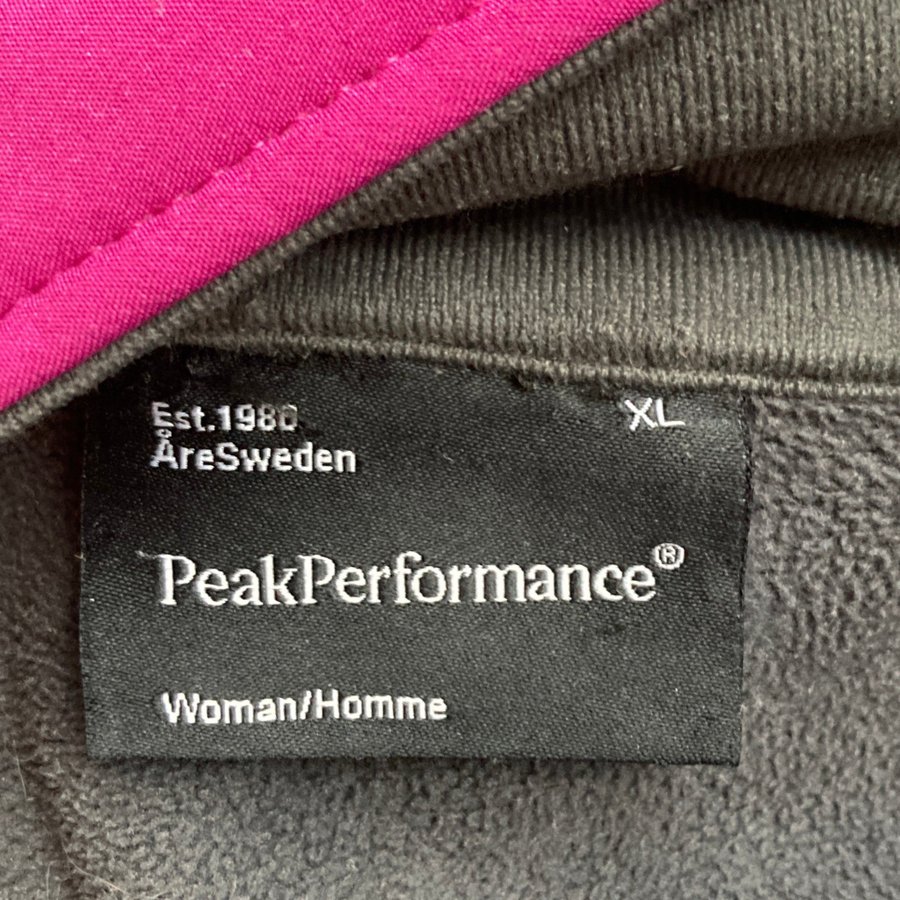 Est.1986 XL
ÅreSweden
PeakPerformance®
Woman/Homme